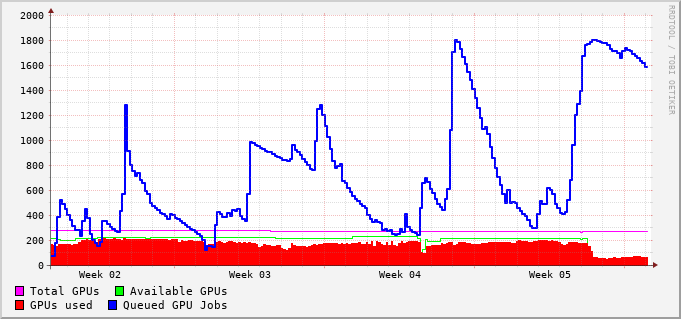 2000
1800
1600
1400
1200
1000
800
600
400
200
0
Week 02 Week 03 Week 04 Week 05
Total GPUs Available GPUs
GPUs used Queued GPU Jobs
RRDTOOL / TOBI OETIKER